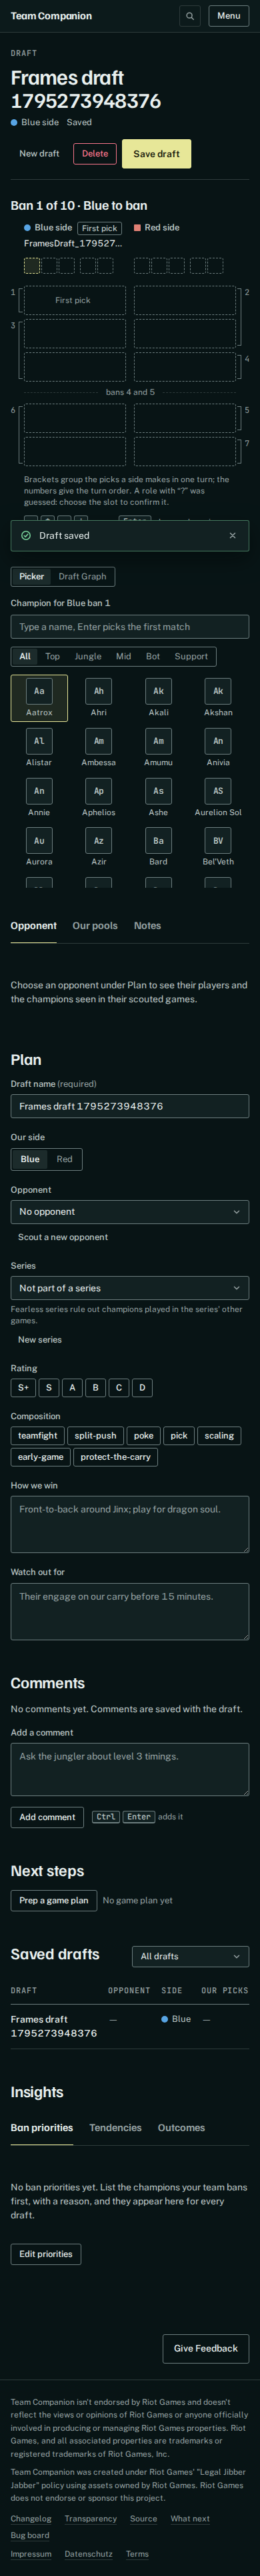 Team Companion
Menu
DRAFT
Frames draft
1795273948376
Blue side Saved
New draft Delete Save draft
Ban 1 of 10 · Blue to ban
Blue side First pick Red side
FramesDraft_179527...
1 First pick 2
3
4
bans 4 and 5
6 5
7
Brackets group the picks a side makes in one turn; the
numbers give the turn order. A role with "?" was
guessed: choose the slot to confirm it.
Draft saved
Picker Draft Graph
Champion for Blue ban 1
Type a name, Enter picks the first match
All Top Jungle Mid Bot Support
Aa Ah Ak Ak
Aatrox Ahri Akali Akshan
Al Am Am An
Alistar Ambessa Amumu Anivia
An Ap As AS
Annie Aphelios Ashe Aurelion Sol
Au Az Ba BV
Aurora Azir Bard Bel'Veth
Opponent Our pools Notes
Choose an opponent under Plan to see their players and
the champions seen in their scouted games.
Plan
Draft name (required)
Frames draft 1795273948376
Our side
Blue Red
Opponent
No opponent
Scout a new opponent
Series
Not part of a series
Fearless series rule out champions played in the series' other
games.
New series
Rating
S+ S A B C D
Composition
teamfight split-push poke pick scaling
early-game protect-the-carry
How we win
Front-to-back around Jinx; play for dragon soul.
Watch out for
Their engage on our carry before 15 minutes.
Comments
No comments yet. Comments are saved with the draft.
Add a comment
Ask the jungler about level 3 timings.
Add comment Ctrl Enter adds it
Next steps
Prep a game plan No game plan yet
Saved drafts All drafts
DRAFT OPPONENT SIDE OUR PICKS
Frames draft — Blue —
1795273948376
Insights
Ban priorities Tendencies Outcomes
No ban priorities yet. List the champions your team bans
first, with a reason, and they appear here for every
draft.
Edit priorities
Give Feedback
Team Companion isn't endorsed by Riot Games and doesn't
reflect the views or opinions of Riot Games or anyone officially
involved in producing or managing Riot Games properties. Riot
Games, and all associated properties are trademarks or
registered trademarks of Riot Games, Inc.
Team Companion was created under Riot Games' "Legal Jibber
Jabber" policy using assets owned by Riot Games. Riot Games
does not endorse or sponsor this project.
Changelog Transparency Source What next
Bug board
Impressum Datenschutz Terms